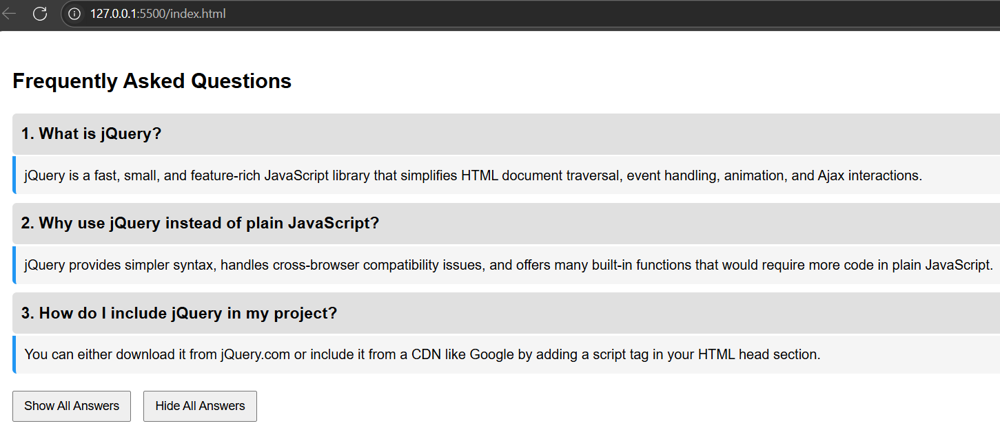 127.0.0.1:5500/index.html
Frequently Asked Questions
1. What is jQuery?
jQuery is a fast, small, and feature-rich JavaScript library that simplifies HTML document traversal, event handling, animation, and Ajax interactions.
2. Why use jQuery instead of plain JavaScript?
jQuery provides simpler syntax, handles cross-browser compatibility issues, and offers many built-in functions that would require more code in plain JavaScript.
3. How do I include jQuery in my project?
You can either download it from jQuery.com or include it from a CDN like Google by adding a script tag in your HTML head section.
Show All Answers Hide All Answers